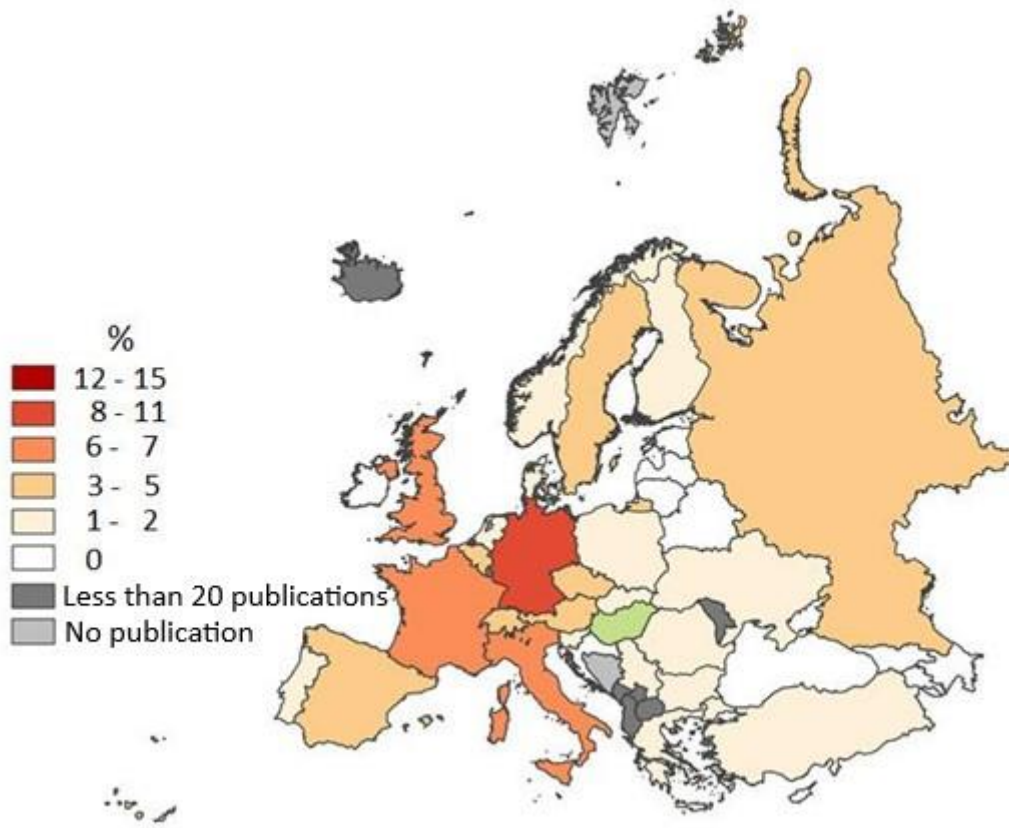 %
12 - 15
8 - 11
6 - 7
3 - 5
1 - 2
0
Less than 20 publications
No publication